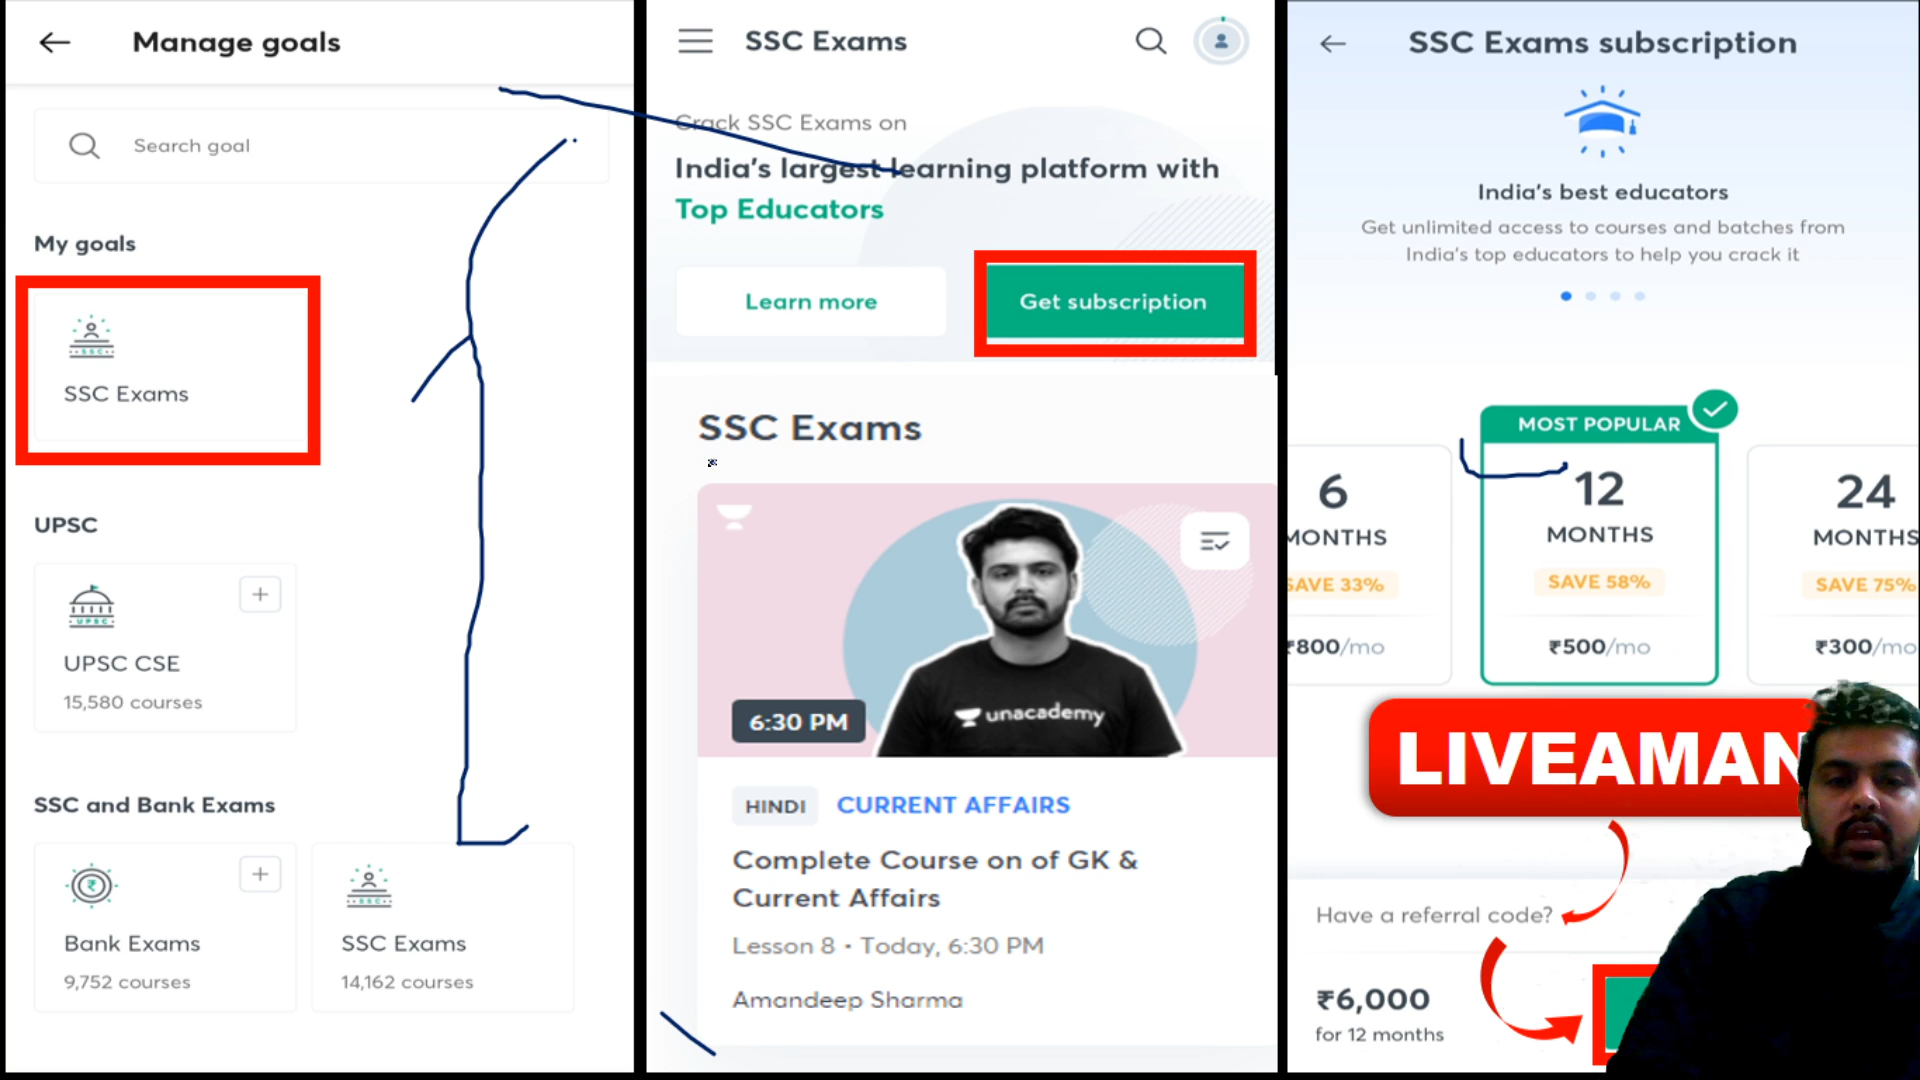 Manage goals
Search goal
My goals
SSC
SSC Exams
UPSC
UPSC
UPSC CSE
15,580 courses
SSC and Bank Exams
Bank Exams
9,752 courses
SSC
SSC Exams
14,162 courses
SSC Exams
Crack SSC Exams on
India's largest learning platform with
Top Educators
Learn more
Get subscription
SSC Exams
unacademy
6:30 PM
HINDI CURRENT AFFAIRS
Complete Course on of GK &
Current Affairs
Lesson 8 • Today, 6:30 PM
Amandeep Sharma
SSC Exams subscription
India's best educators
Get unlimited access to courses and batches from
India's top educators to help you crack it
MOST POPULAR
6
MONTHS
SAVE 33%
₹800/mo
12
MONTHS
SAVE 58%
₹500/mo
24
MONTHS
SAVE 75%
₹300/mo
LIVEAMAN
Have a referral code?
₹6,000
for 12 months